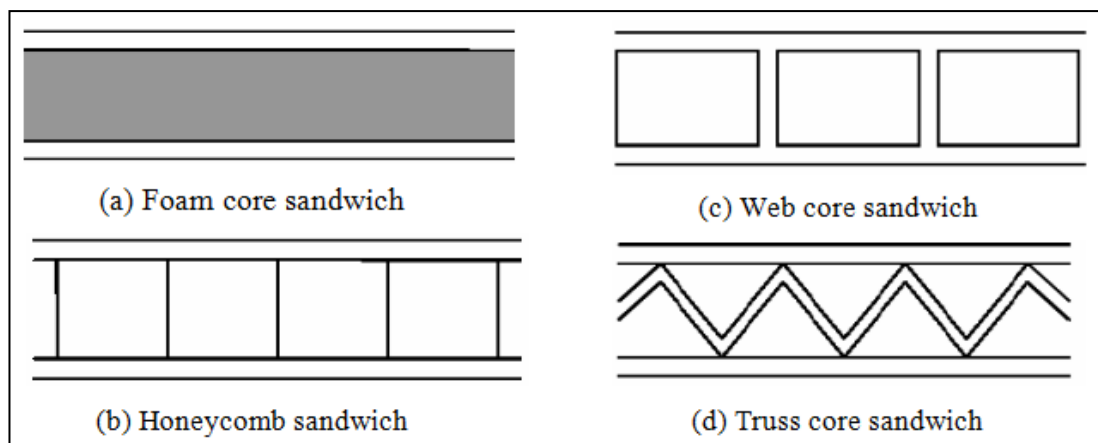 (a) Foam core sandwich
(c) Web core sandwich
(b) Honeycomb sandwich
(d) Truss core sandwich